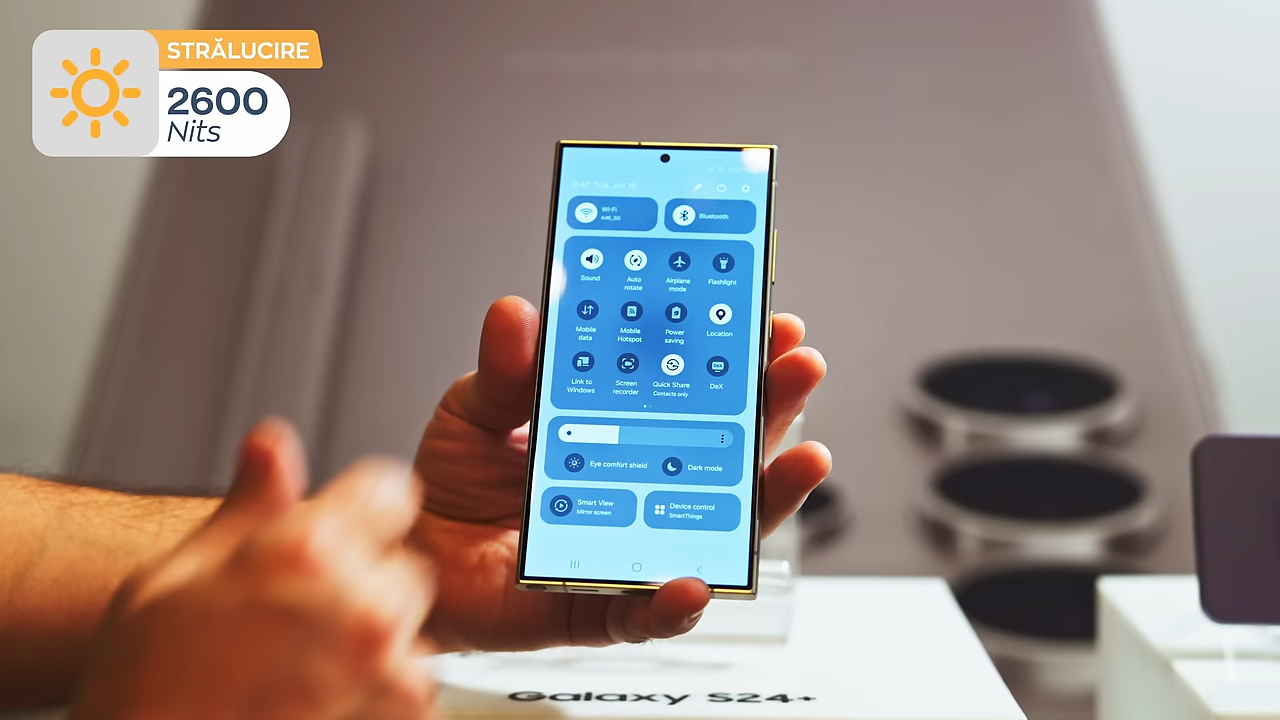 STRĂLUCIRE
2600
Nits
Wi-Fi
Bluetooth
Sound
Auto
rotate
Airplane
mode
Flashlight
Mobile
data
Mobile
Hotspot
Power
saving
Location
Link to
Windows
Screen
recorder
Quick Share
Contacts only
DeX
DeX
Eye comfort shield
Dark mode
Smart View
Mirror screen
Device control
SmartThings
Galaxy S24+